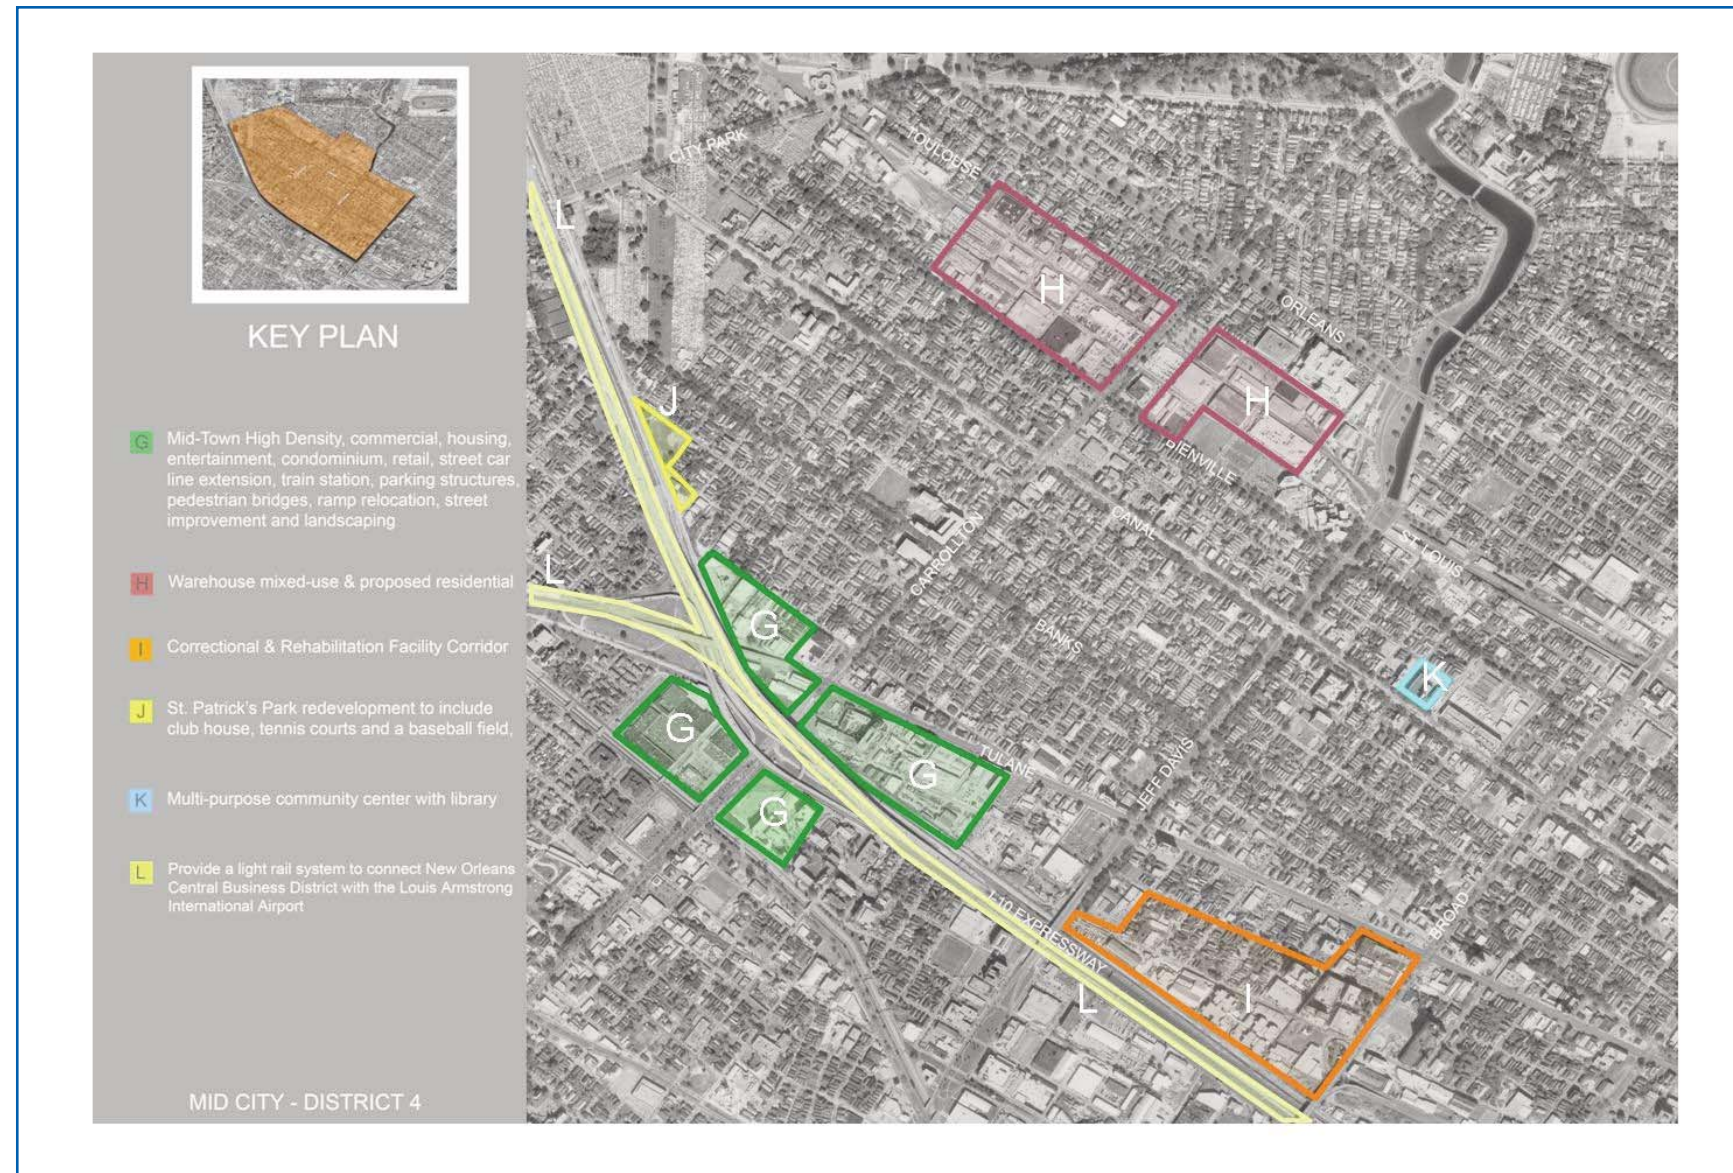 KEY PLAN
G
Mid-Town High Density, commercial, housing,
entertainment, condominium, retail, street car
line extension, train station, parking structures,
pedestrian bridges, ramp relocation, street
improvement and landscaping
H
Warehouse mixed-use & proposed residential
I
Correctional & Rehabilitation Facility Corridor
J
St. Patrick's Park redevelopment to include
club house, tennis courts and a baseball field,
K
Multi-purpose community center with library
L
Provide a light rail system to connect New Orleans
Central Business District with the Louis Armstrong
International Airport
MID CITY - DISTRICT 4
CITY PARK
TOULOUSE
L
H
ORLEANS
H
J
BIENVILLE
CANAL
CARROLLTON
ST. LOUIS
L
G
BANKS
K
G
G
TULANE
JEFF DAVIS
G
BROAD
I-10 EXPRESSWAY
L
I